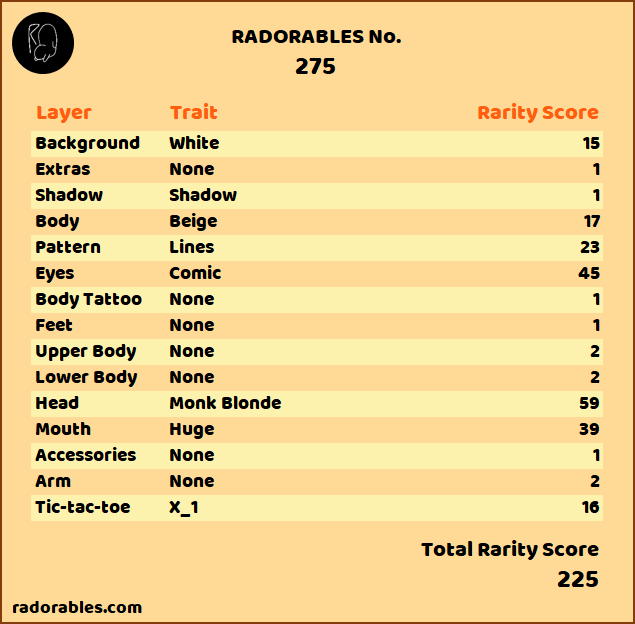 RADORABLES No.
275
Layer Trait Rarity Score
Background White 15
Extras None 1
Shadow Shadow 1
Body Beige 17
Pattern Lines 23
Eyes Comic 45
Body Tattoo None 1
Feet None 1
Upper Body None 2
Lower Body None 2
Head Monk Blonde 59
Mouth Huge 39
Accessories None 1
Arm None 2
Tic-tac-toe X_1 16
Total Rarity Score
225
radorables.com